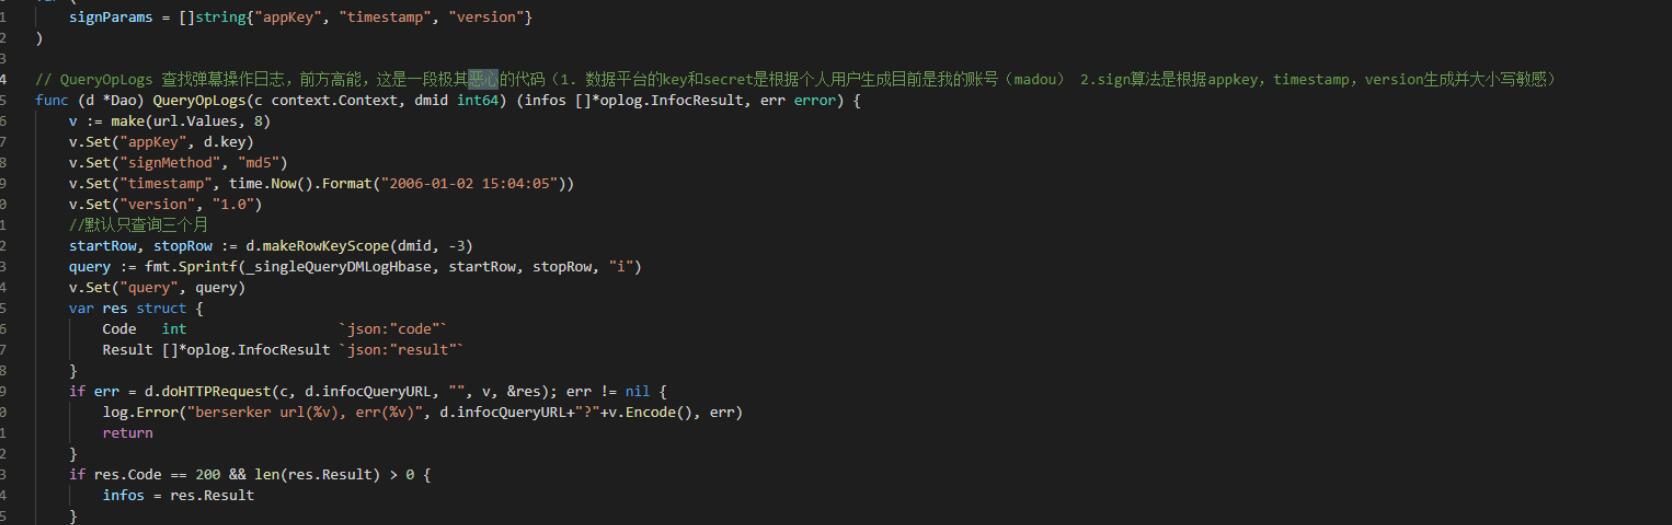 1 signParams = []string{"appKey", "timestamp", "version"}
2 )
3
4 // QueryOpLogs 查找弹幕操作日志，前方高能，这是一段极其恶心的代码（1. 数据平台的key和secret是根据个人用户生成目前是我的账号（madou） 2.sign算法是根据appkey，timestamp，version生成并大小写敏感）
5 func (d *Dao) QueryOpLogs(c context.Context, dmid int64) (infos []*oplog.InfocResult, err error) {
6 v := make(url.Values, 8)
7 v.Set("appKey", d.key)
8 v.Set("signMethod", "md5")
9 v.Set("timestamp", time.Now().Format("2006-01-02 15:04:05"))
0 v.Set("version", "1.0")
1 //默认只查询三个月
2 startRow, stopRow := d.makeRowKeyScope(dmid, -3)
3 query := fmt.Sprintf(_singleQueryDMLogHbase, startRow, stopRow, "i")
4 v.Set("query", query)
5 var res struct {
6 Code int `json:"code"`
7 Result []*oplog.InfocResult `json:"result"`
8 }
9 if err = d.doHTTPRequest(c, d.infocQueryURL, "", v, &res); err != nil {
0 log.Error("berserker url(%v), err(%v)", d.infocQueryURL+"?"+v.Encode(), err)
1 return
2 }
3 if res.Code == 200 && len(res.Result) > 0 {
4 infos = res.Result
5 }